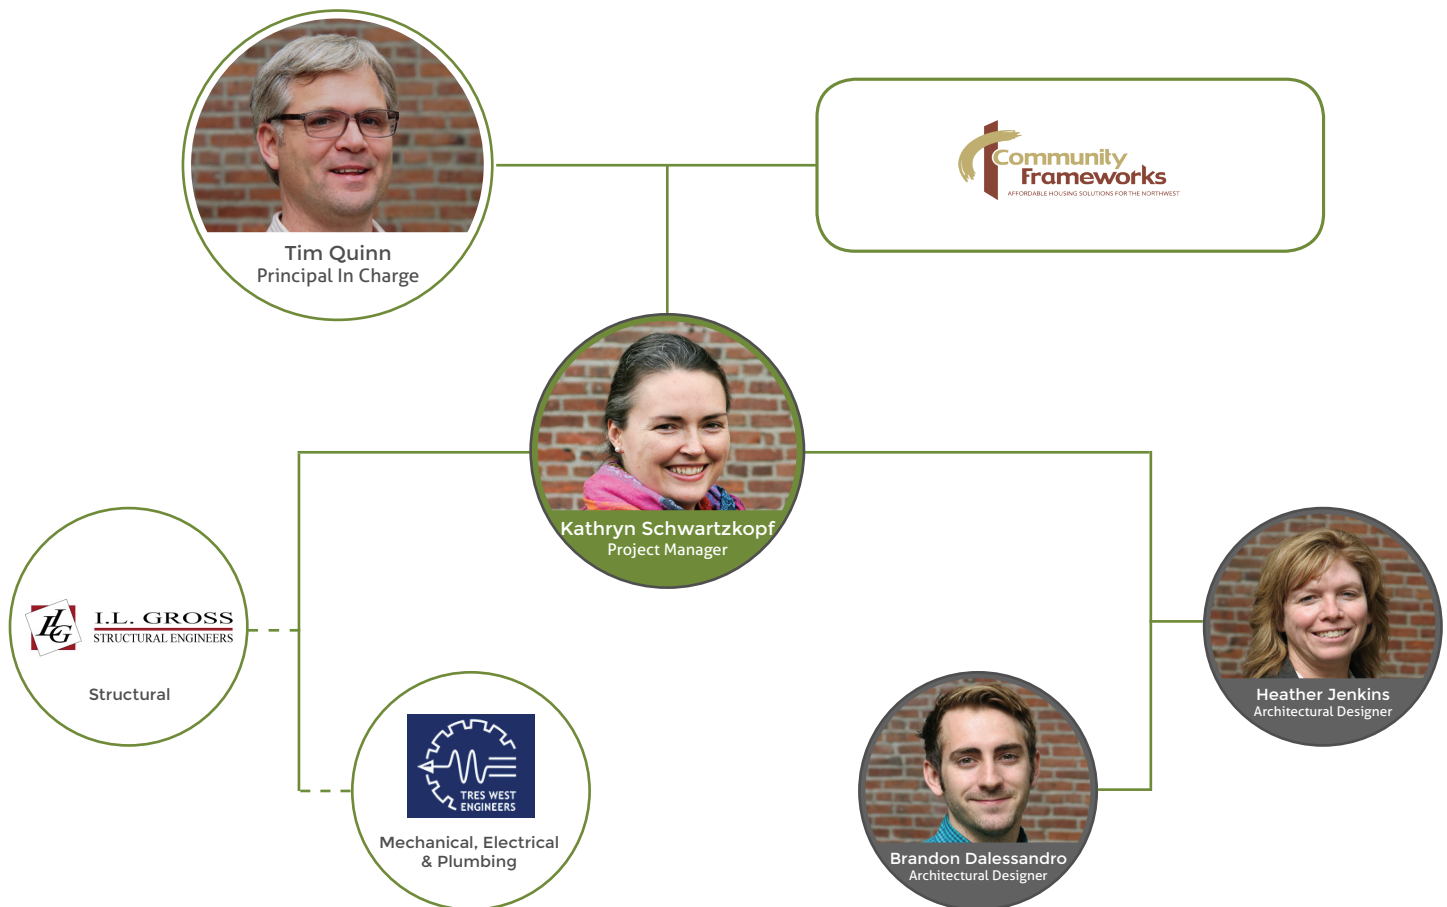 Community
Frameworks
AFFORDABLE HOUSING SOLUTIONS FOR THE NORTHWEST
Tim Quinn
Principal In Charge
Kathryn Schwartzkopf
Project Manager
ILG
I.L. GROSS
STRUCTURAL ENGINEERS
Structural
Heather Jenkins
Architectural Designer
TRES WEST
ENGINEERS
Mechanical, Electrical
& Plumbing
Brandon Dalessandro
Architectural Designer